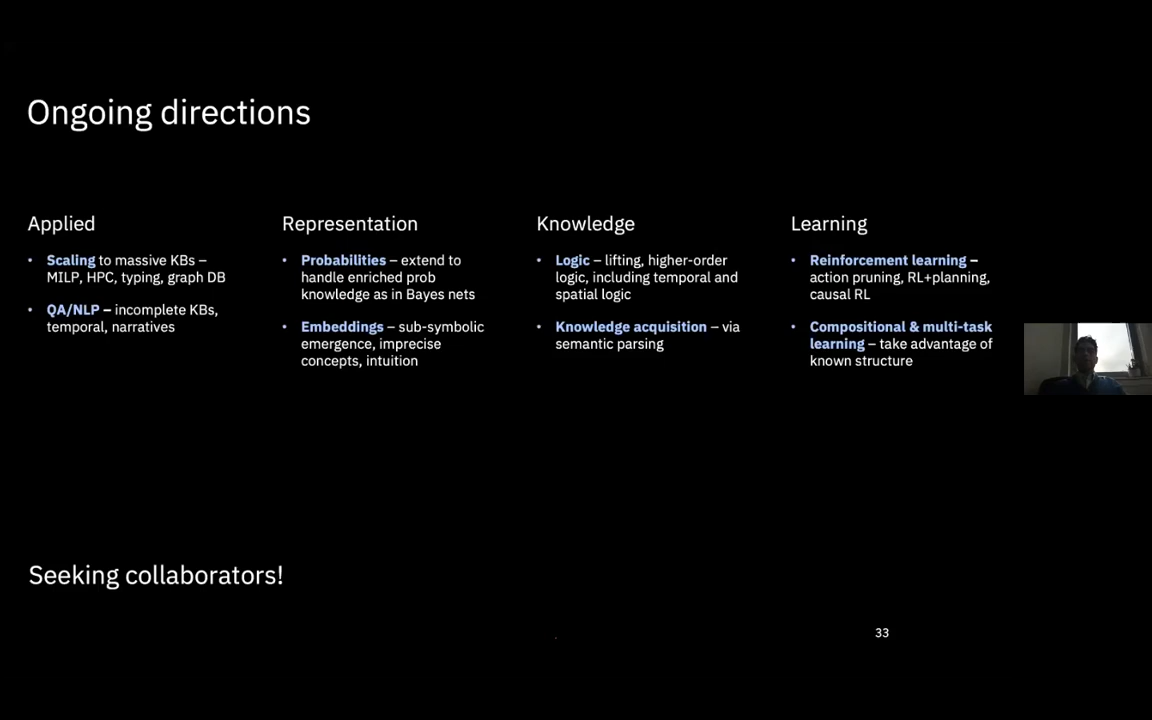 Ongoing directions
Applied
• Scaling to massive KBs –
MILP, HPC, typing, graph DB
• QA/NLP – incomplete KBs,
temporal, narratives
Representation
• Probabilities – extend to
handle enriched prob
knowledge as in Bayes nets
• Embeddings – sub-symbolic
emergence, imprecise
concepts, intuition
Knowledge
• Logic – lifting, higher-order
logic, including temporal and
spatial logic
• Knowledge acquisition – via
semantic parsing
Learning
• Reinforcement learning –
action pruning, RL+planning,
causal RL
• Compositional & multi-task
learning – take advantage of
known structure
Seeking collaborators!
33